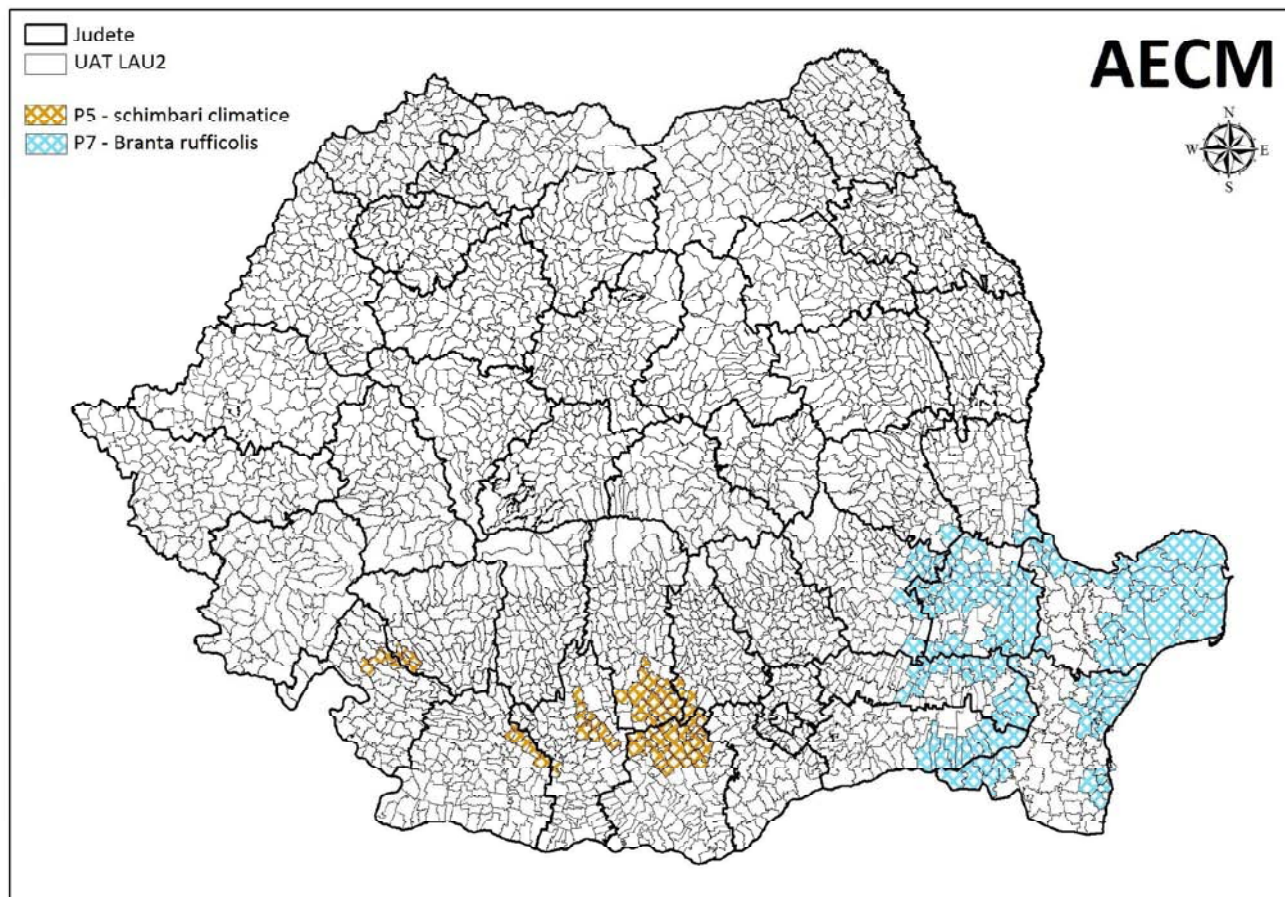 Judete
UAT LAU2
P5 - schimbari climatice
P7 - Branta rufficolis
AECM
N
W E
S